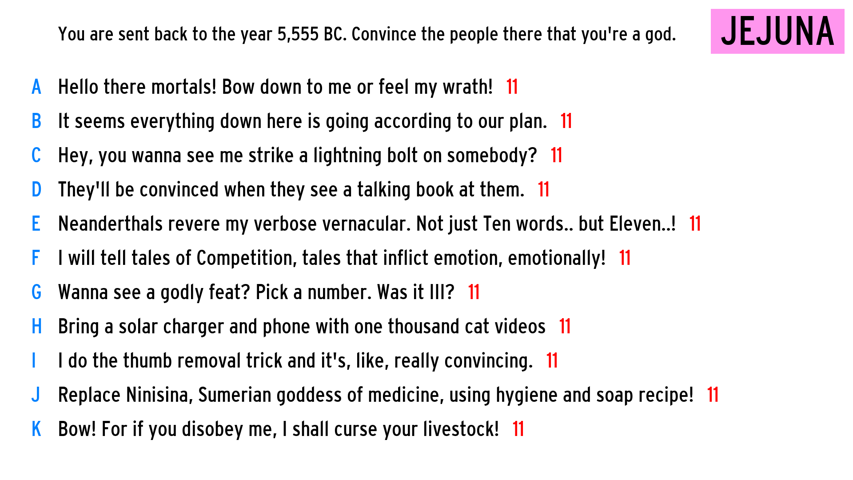 You are sent back to the year 5,555 BC. Convince the people there that you're a god.
JEJUNA
A Hello there mortals! Bow down to me or feel my wrath! 11
B It seems everything down here is going according to our plan. 11
C Hey, you wanna see me strike a lightning bolt on somebody? 11
D They'll be convinced when they see a talking book at them. 11
E Neanderthals revere my verbose vernacular. Not just Ten words.. but Eleven..! 11
F I will tell tales of Competition, tales that inflict emotion, emotionally! 11
G Wanna see a godly feat? Pick a number. Was it III? 11
H Bring a solar charger and phone with one thousand cat videos 11
I I do the thumb removal trick and it's, like, really convincing. 11
J Replace Ninisina, Sumerian goddess of medicine, using hygiene and soap recipe! 11
K Bow! For if you disobey me, I shall curse your livestock! 11